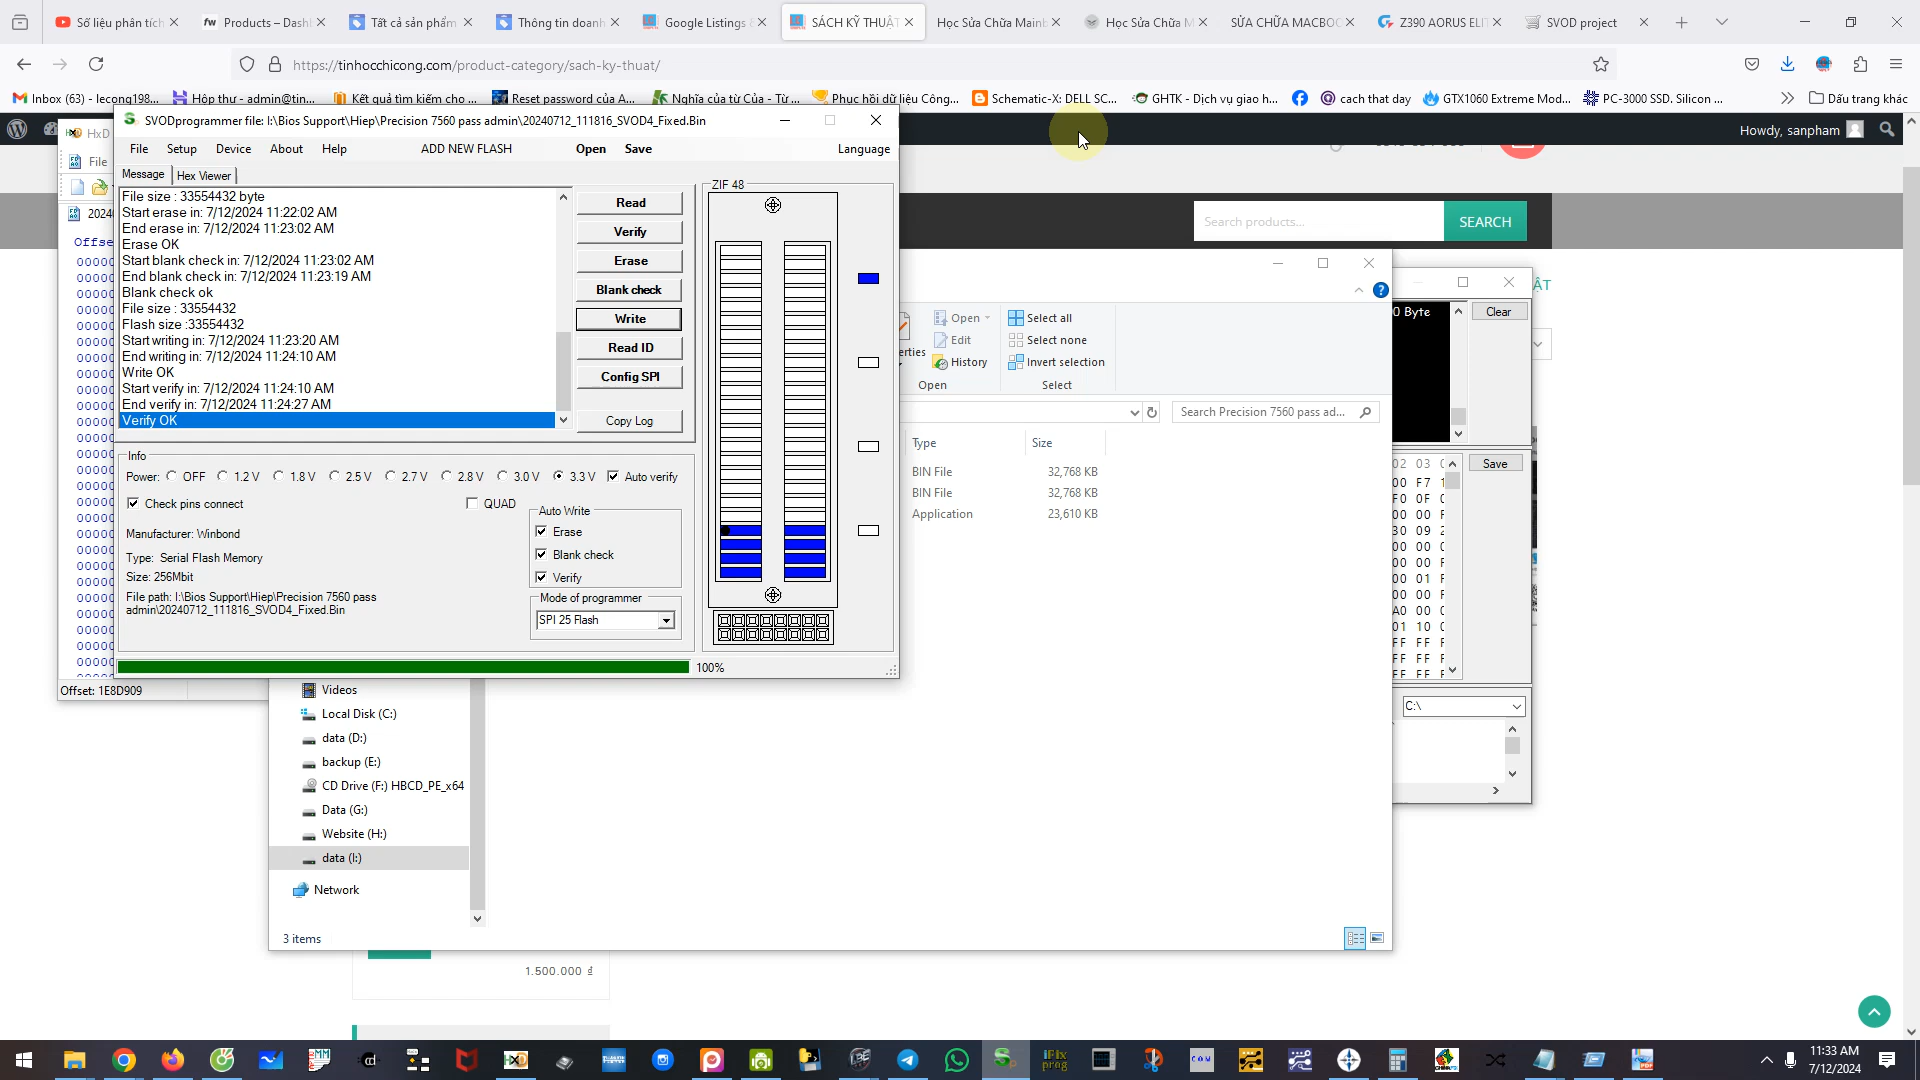 Số liệu phân tích
Products ‹ Dashb
Tất cả sản phẩm
Thông tin doanh
Google Listings &
SÁCH KỸ THUẬT
Học Sửa Chữa Mainb
Học Sửa Chữa M
SỬA CHỮA MACBOO
Z390 AORUS ELIT
SVOD project
https://tinhocchicong.com/product-category/sach-ky-thuat/
Inbox (63) - lecong198...
Hộp thư - admin@tin...
Kết quả tìm kiếm cho ...
Reset password của A...
Nghĩa của từ Của - Từ ...
Phục hồi dữ liệu Công...
Schematic-X: DELL SC...
GHTK - Dịch vụ giao h...
cach that day
GTX1060 Extreme Mod...
PC-3000 SSD. Silicon ...
Dấu trang khác
Howdy, sanpham
HxD
SVODprogrammer file: I:\Bios Support\Hiep\Precision 7560 pass admin\20240712_111816_SVOD4_Fixed.Bin
File
Setup
Device
About
Help
ADD NEW FLASH
Open
Save
Language
File
Message
Hex Viewer
ZIF 48
File size : 33554432 byte
Start erase in: 7/12/2024 11:22:02 AM
End erase in: 7/12/2024 11:23:02 AM
Erase OK
Start blank check in: 7/12/2024 11:23:02 AM
End blank check in: 7/12/2024 11:23:19 AM
Blank check ok
File size : 33554432
Flash size :33554432
Start writing in: 7/12/2024 11:23:20 AM
End writing in: 7/12/2024 11:24:10 AM
Write OK
Start verify in: 7/12/2024 11:24:10 AM
End verify in: 7/12/2024 11:24:27 AM
Verify OK
Read
Verify
Erase
Blank check
Write
Read ID
Config SPI
Copy Log
Info
Power:
OFF
1.2 V
1.8 V
2.5 V
2.7 V
2.8 V
3.0 V
3.3 V
Auto verify
Check pins connect
QUAD
Manufacturer: Winbond
Type: Serial Flash Memory
Size: 256Mbit
File path: I:\Bios Support\Hiep\Precision 7560 pass
admin\20240712_111816_SVOD4_Fixed.Bin
Auto Write
Erase
Blank check
Verify
Mode of programmer
SPI 25 Flash
100%
Offset: 1E8D909
Search products...
SEARCH
Open
Edit
History
Open
Select all
Select none
Invert selection
Select
Search Precision 7560 pass ad...
Type
Size
BIN File
32,768 KB
BIN File
32,768 KB
Application
23,610 KB
0 Byte
Clear
Save
C:\
Videos
Local Disk (C:)
data (D:)
backup (E:)
CD Drive (F:) HBCD_PE_x64
Data (G:)
Website (H:)
data (I:)
Network
3 items
1.500.000 ₫
11:33 AM
7/12/2024